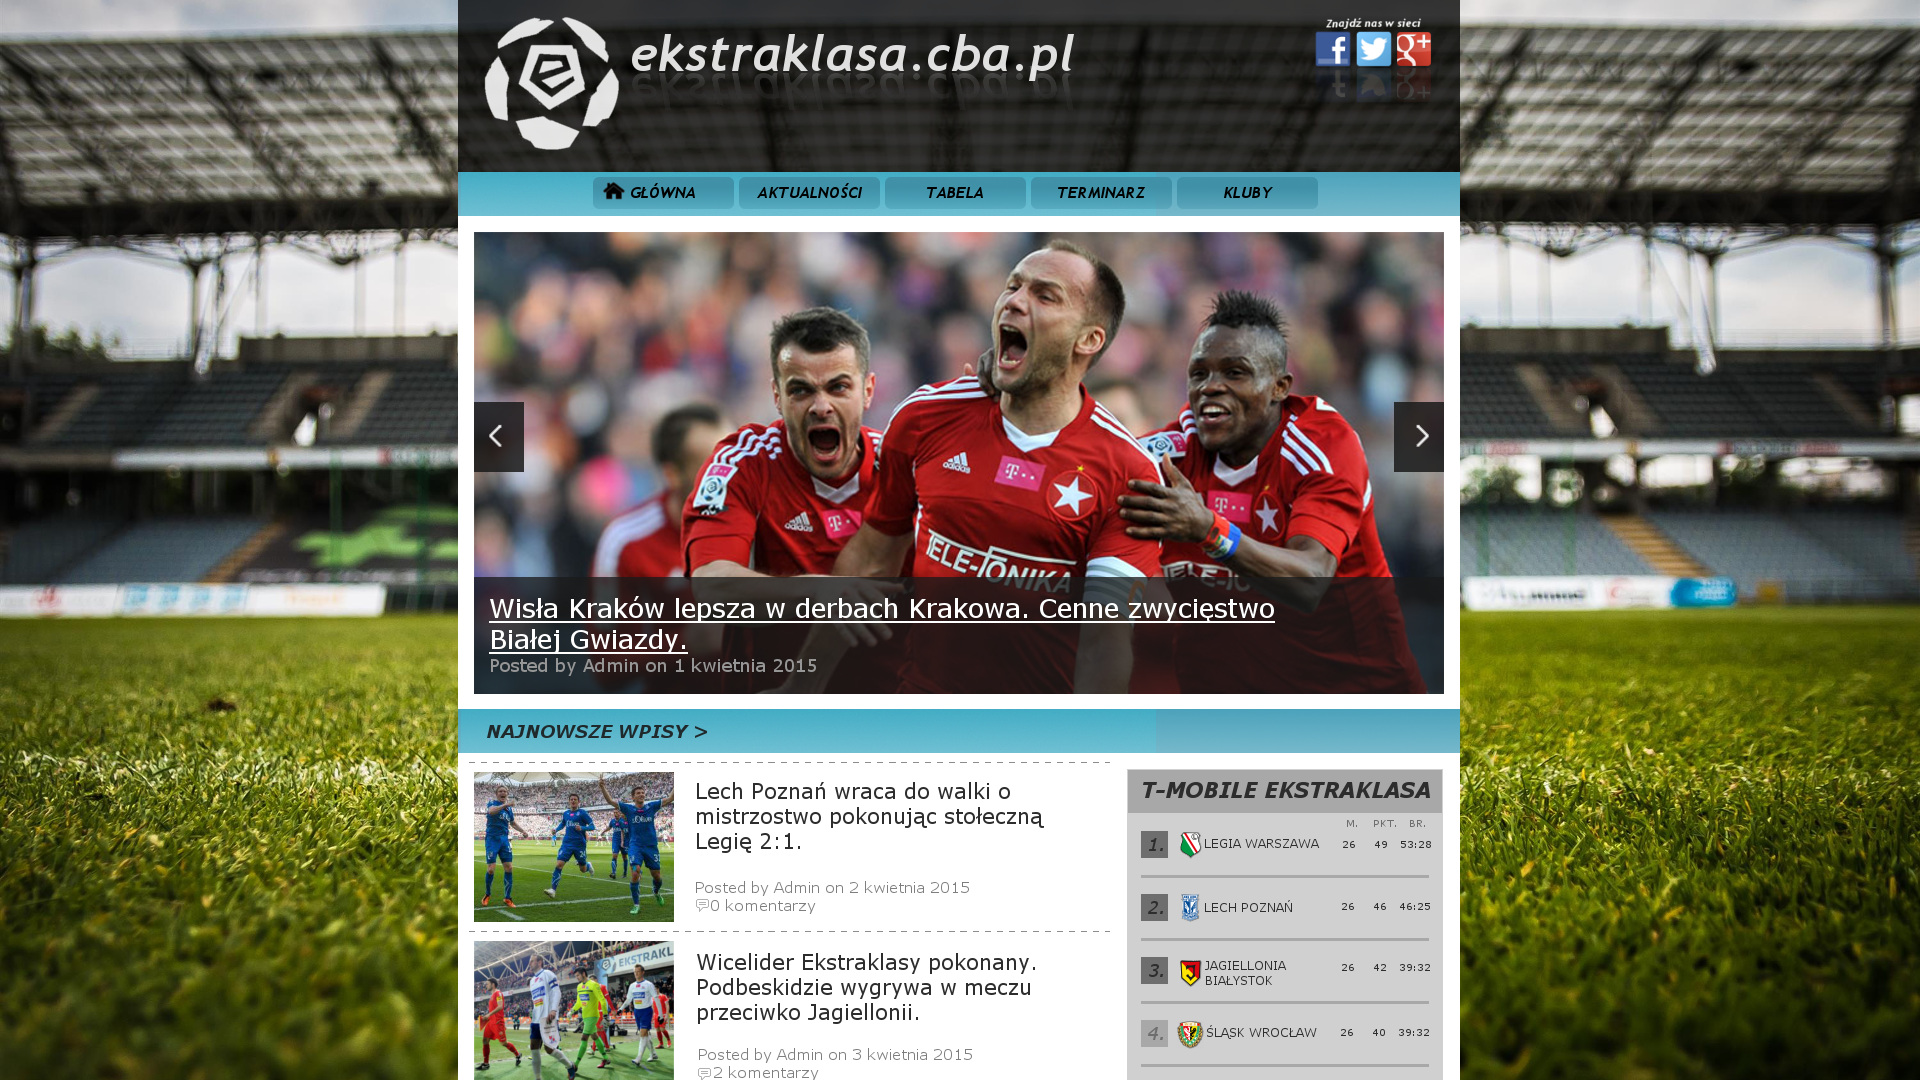 Znajdź nas w sieci
ekstraklasa.cba.pl
GŁÓWNA
AKTUALNOŚCI
TABELA
TERMINARZ
KLUBY
adidas
T
adidas
T
T
TELE-FONIKA
Wisła Kraków lepsza w derbach Krakowa. Cenne zwycięstwo
Białej Gwiazdy.
Posted by Admin on 1 kwietnia 2015
NAJNOWSZE WPISY >
Lech Poznań wraca do walki o
mistrzostwo pokonując stołeczną
Legię 2:1.
Posted by Admin on 2 kwietnia 2015
0 komentarzy
EKSTRAKL
Wicelider Ekstraklasy pokonany.
Podbeskidzie wygrywa w meczu
przeciwko Jagiellonii.
Posted by Admin on 3 kwietnia 2015
2 komentarzy
T-MOBILE EKSTRAKLASA
M. PKT. BR.
1. LEGIA WARSZAWA 26 49 53:28
2. LECH POZNAŃ 26 46 46:25
3. JAGIELLONIA
BIAŁYSTOK 26 42 39:32
4. ŚLĄSK WROCŁAW 26 40 39:32